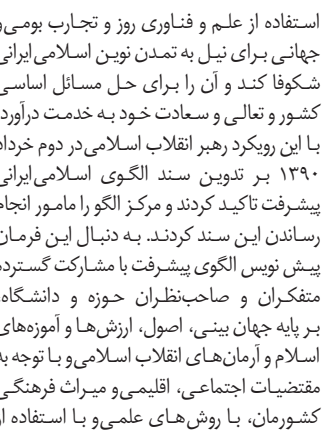 استفاده از علم و فناوری روز و تجارب بومی‌و
جهانی برای نیل به تمدن نوین اسلامی‌ایرانی
شکوفا کند و آن را برای حل مسائل اساسی
کشور و تعالی و سعادت خود به خدمت درآورد.
با این رویکرد رهبر انقلاب اسلامی‌در دوم خرداد
۱۳۹۰ بر تدوین سند الگوی اسلامی‌ایرانی
پیشرفت تاکید کردند و مرکز الگو را مامور انجام
رساندن این سند کردند. به دنبال این فرمان
پیش نویس الگوی پیشرفت با مشارکت گسترده
متفکران و صاحب‌نظران حوزه و دانشگاه،
بر پایه جهان بینی، اصول، ارزش‌ها و آموزه‌های
اسلام و آرمان‌های انقلاب اسلامی‌و با توجه به
مقتضیات اجتماعی، اقلیمی‌و میراث فرهنگی
کشورمان، با روش‌های علمی‌و با استفاده از